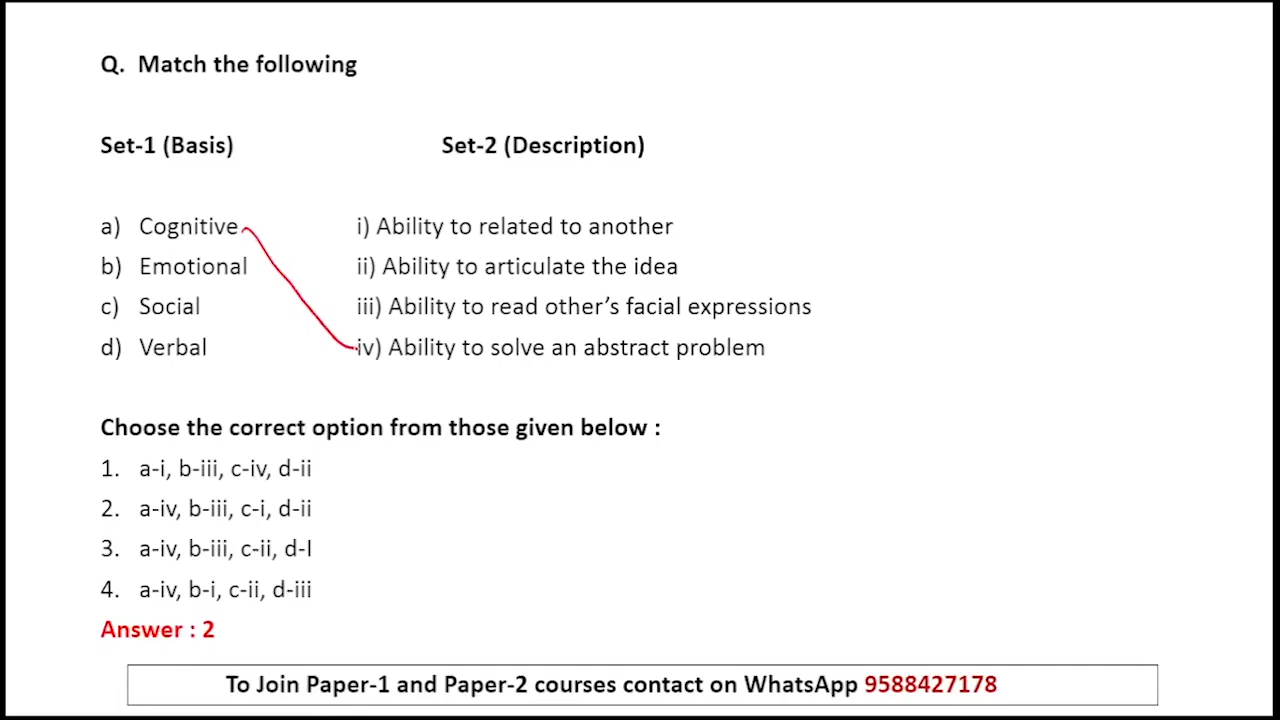 Q. Match the following
Set-1 (Basis) Set-2 (Description)
a) Cognitive i) Ability to related to another
b) Emotional ii) Ability to articulate the idea
c) Social iii) Ability to read other’s facial expressions
d) Verbal iv) Ability to solve an abstract problem
Choose the correct option from those given below :
1. a-i, b-iii, c-iv, d-ii
2. a-iv, b-iii, c-i, d-ii
3. a-iv, b-iii, c-ii, d-I
4. a-iv, b-i, c-ii, d-iii
Answer : 2
To Join Paper-1 and Paper-2 courses contact on WhatsApp 9588427178